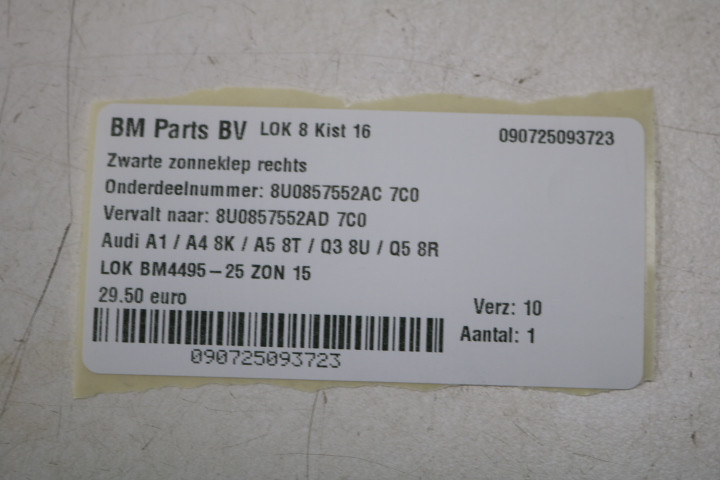 BM Parts BV LOK 8 Kist 16 090725093723
Zwarte zonneklep rechts
Onderdeelnummer: 8U0857552AC 7C0
Vervalt naar: 8U0857552AD 7C0
Audi A1 / A4 8K / A5 8T / Q3 8U / Q5 8R
LOK BM4495-25 ZON 15
29.50 euro
Verz: 10
Aantal: 1
090725093723